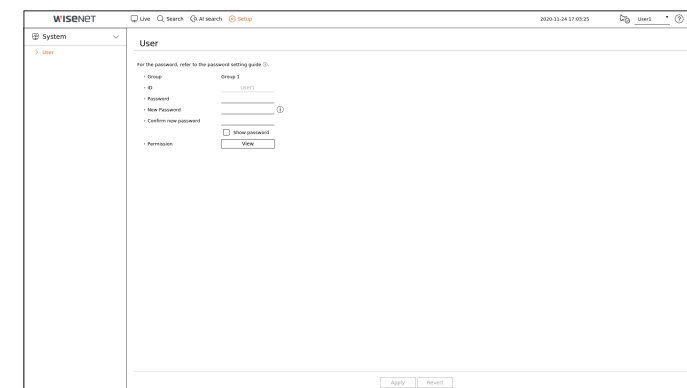 WISENET
Live Search AI search Setup 2020-11-24 17:03:25 User1
System
User
User
For the password, refer to the password setting guide
Group Group 1
ID User1
Password
New Password
Confirm new password
Show password
Permission View
Apply Revert